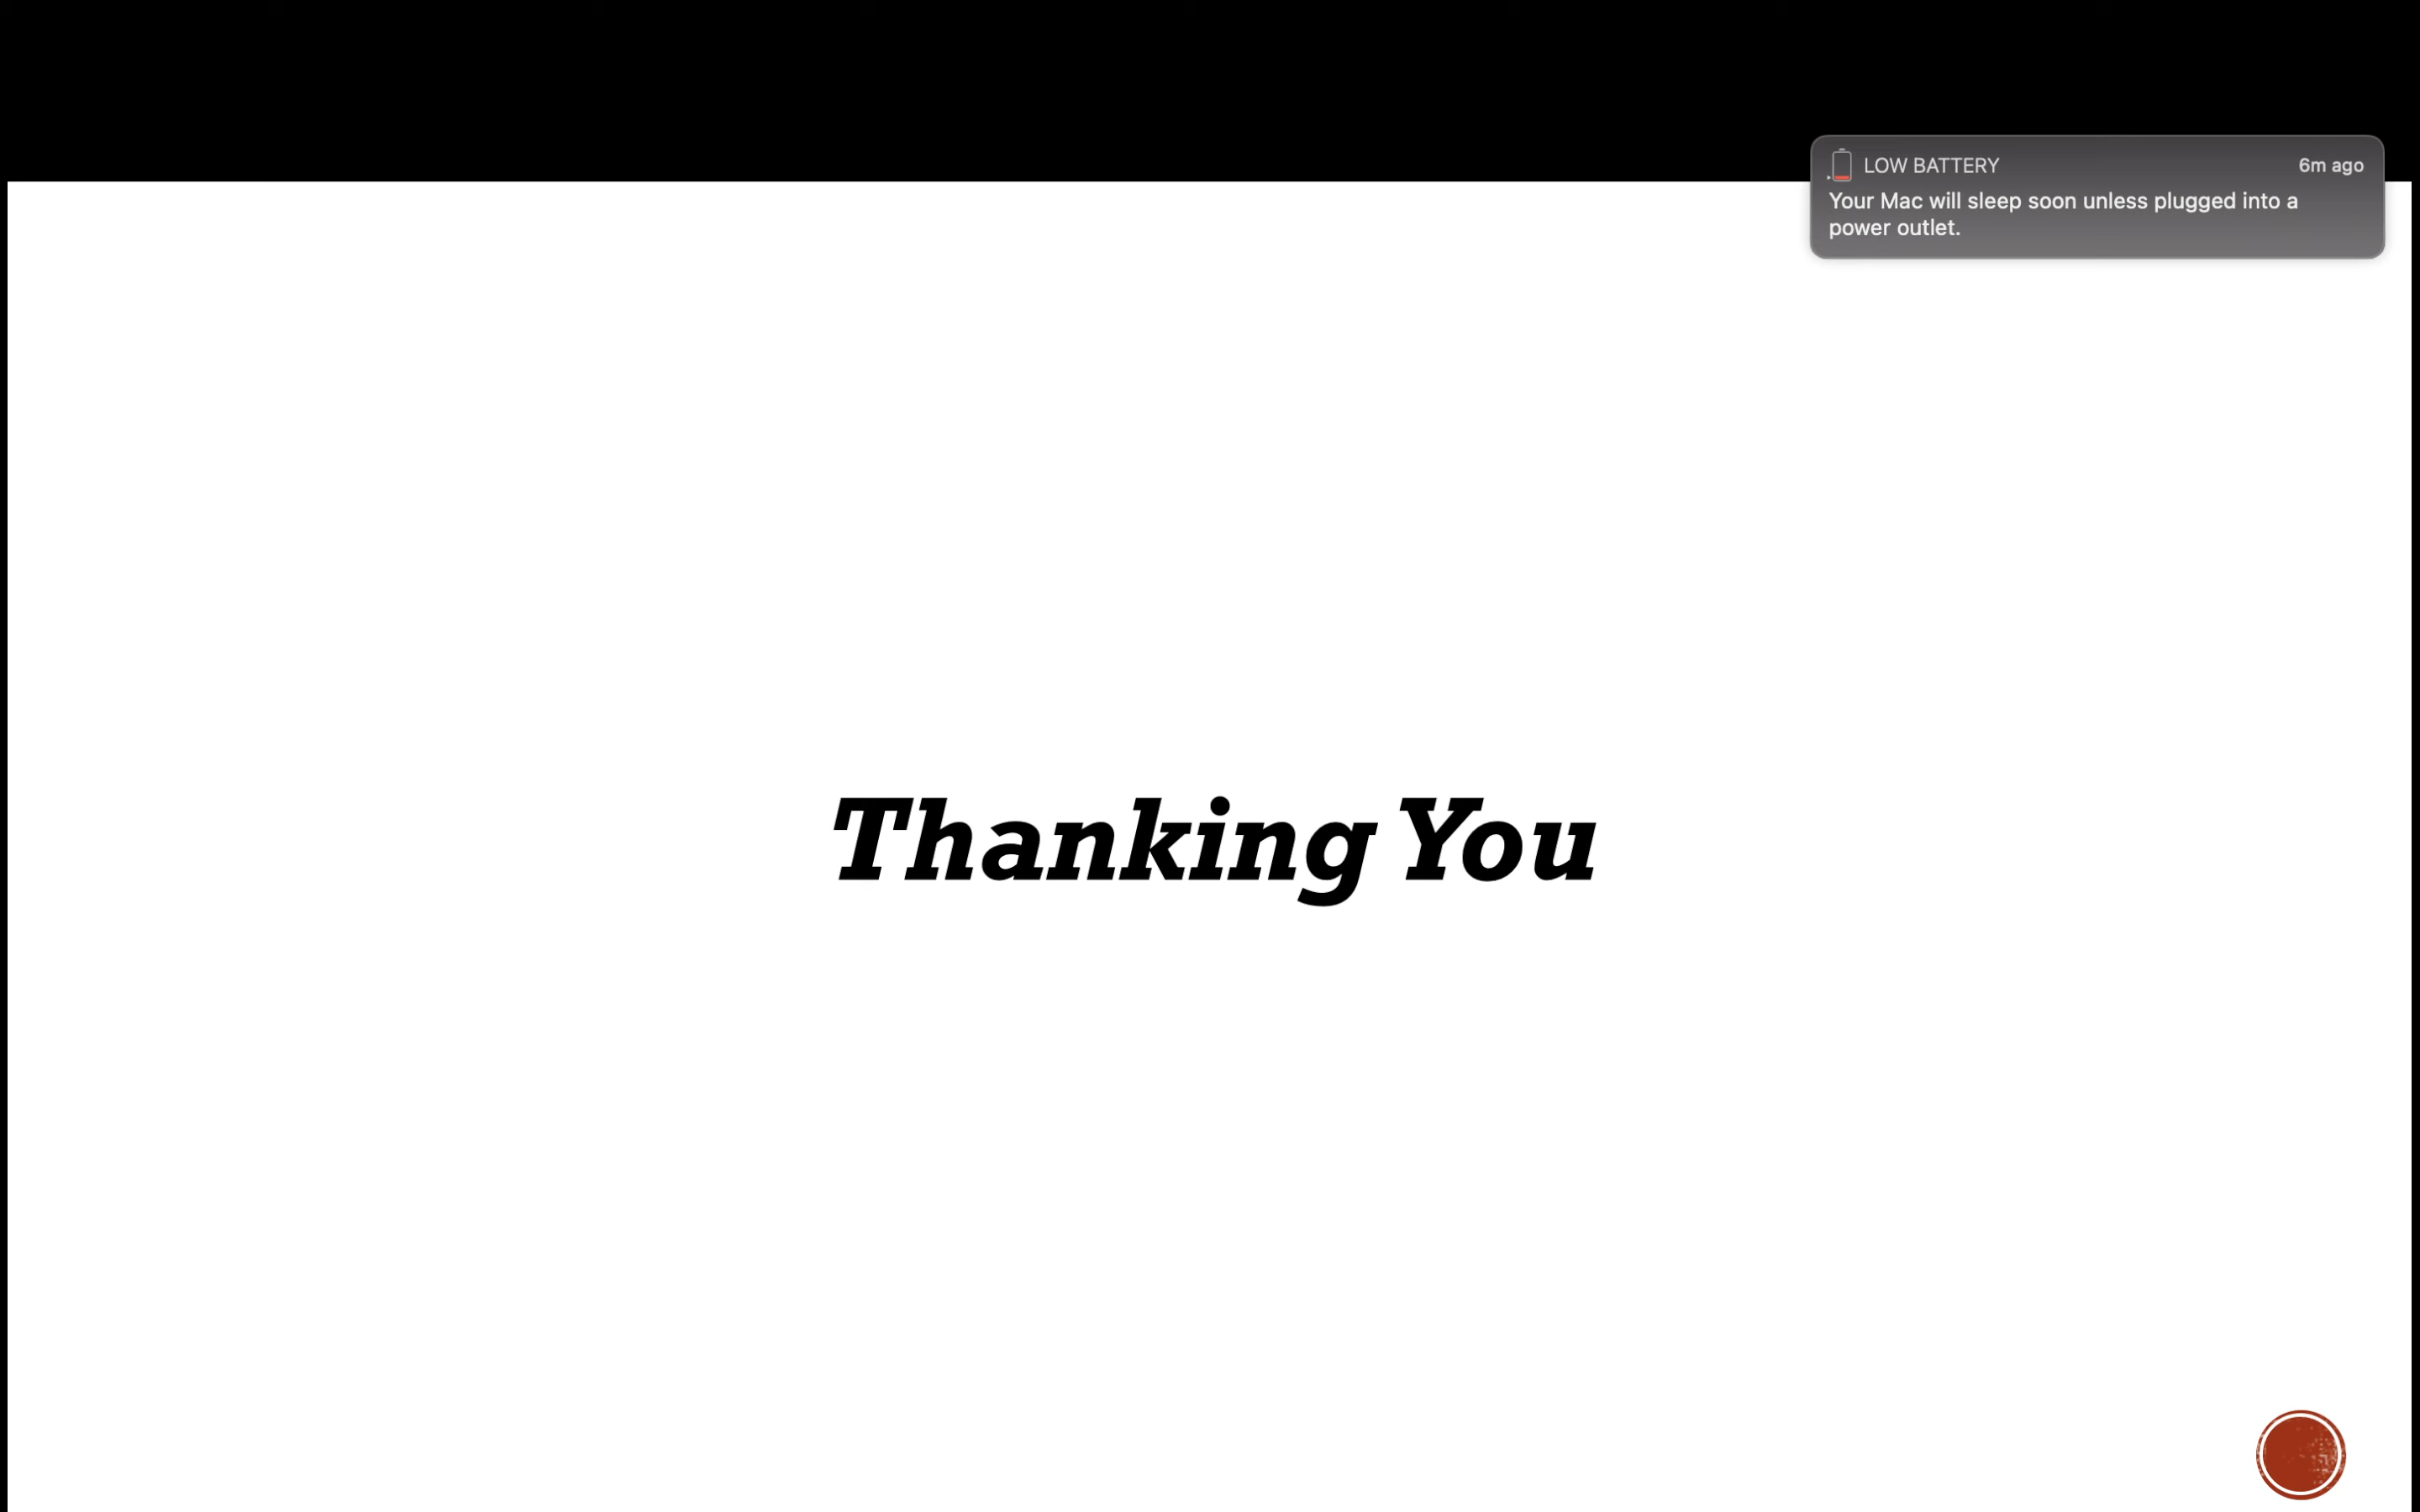 LOW BATTERY 6m ago
Your Mac will sleep soon unless plugged into a
power outlet.
Thanking You